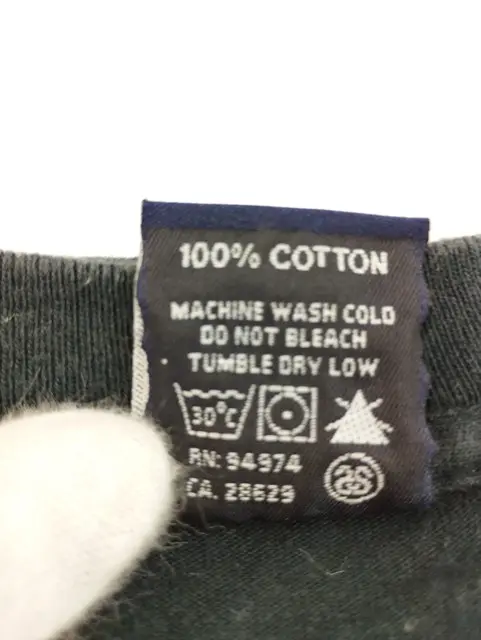 100% COTTON
MACHINE WASH COLD
DO NOT BLEACH
TUMBLE DRY LOW
30°C
RN: 94974
CA. 28629